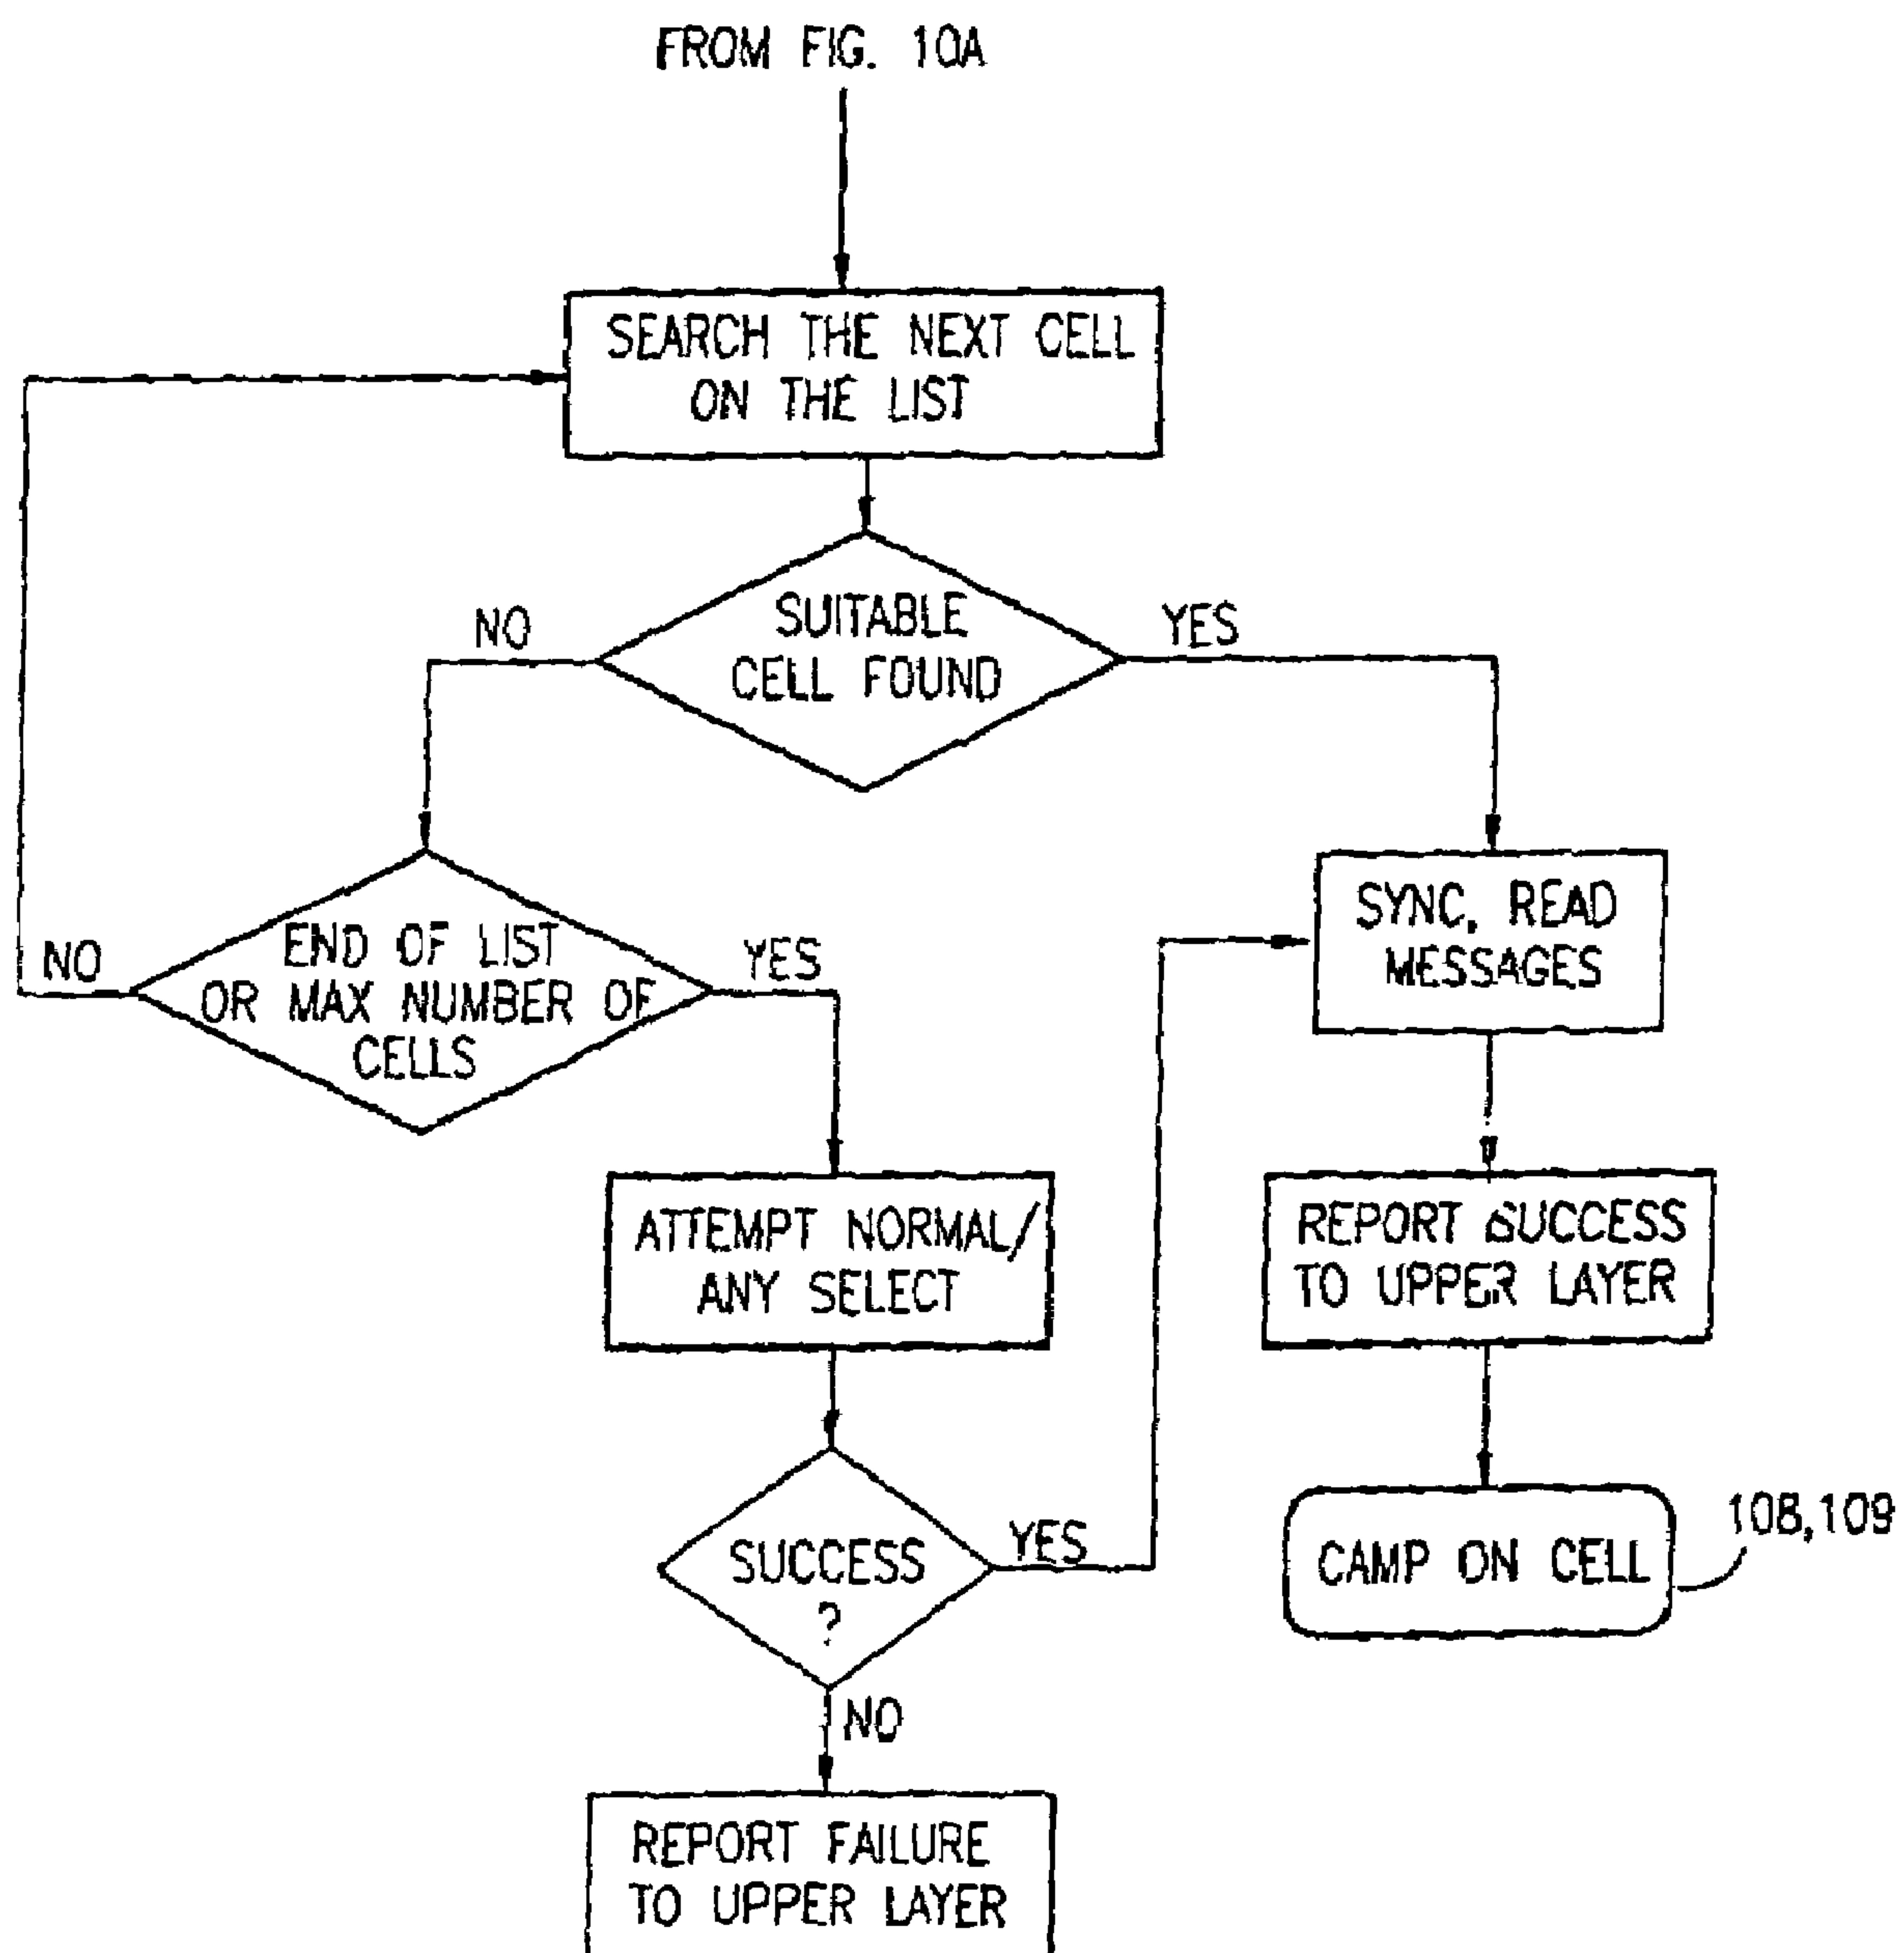 FROM FIG. 10A
SEARCH THE NEXT CELL
ON THE LIST
NO
SUITABLE
CELL FOUND
YES
NO
END OF LIST
OR MAX NUMBER OF
CELLS
YES
SYNC, READ
MESSAGES
ATTEMPT NORMAL/
ANY SELECT
REPORT SUCCESS
TO UPPER LAYER
SUCCESS
?
YES
NO
CAMP ON CELL
108,109
REPORT FAILURE
TO UPPER LAYER